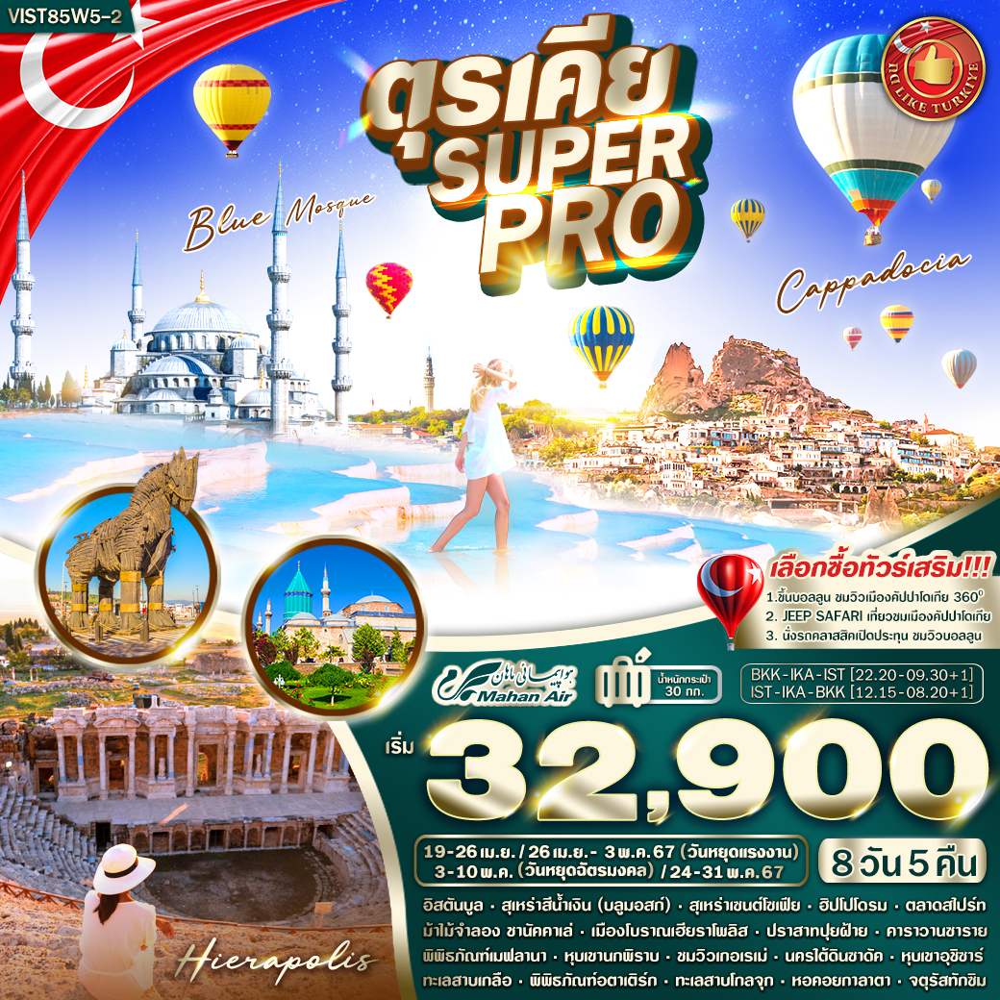 VIST85W5-2
ณດ LIKE TURKIYE
ตุรเคีย
SUPER
PRO
Blue Mosque
Cappadocia
เลือกซื้อทัวร์เสริม!!!
1.ขึ้นบอลลูน ชมวิวเมืองคัปปาโดเกีย 360⁰
2. JEEP SAFARI เที่ยวชมเมืองคัปปาโดเกีย
3. นั่งรถคลาสสิคเปิดประทุน ชมวิวบอลลูน
هواپیمایی ماهان
Mahan Air
น้ำหนักกระเป๋า
30 กก.
BKK-IKA-IST [22.20-09.30+1]
IST-IKA-BKK [12.15-08.20+1]
เริ่ม
32,900
19-26 เม.ย. / 26 เม.ย.- 3 พ.ค. 67 (วันหยุดแรงงาน)
3-10 พ.ค. (วันหยุดฉัตรมงคล) / 24-31 พ.ค. 67
8 วัน 5 คืน
อิสตันบูล · สุเหร่าสีน้ำเงิน (บลูมอสก์) · สุเหร่าเซนต์โซเฟีย · ฮิปโปโดรม · ตลาดสไปร์ท
ม้าไม้จำลอง ชานัคคาเล่ · เมืองโบราณเฮียราโพลิส · ปราสาทปุยฝ้าย · คาราวานซาราย
พิพิธภัณฑ์เมฟลานา · หุบเขานกพิราบ · ชมวิวเกอเรเม่ · นครใต้ดินซาดัค · หุบเขาอุชิซาร์
ทะเลสาบเกลือ · พิพิธภัณฑ์อตาเติร์ก · ทะเลสาบโกลจุก · หอคอยกาลาตา · จตุรัสทักซิม
Hierapolis